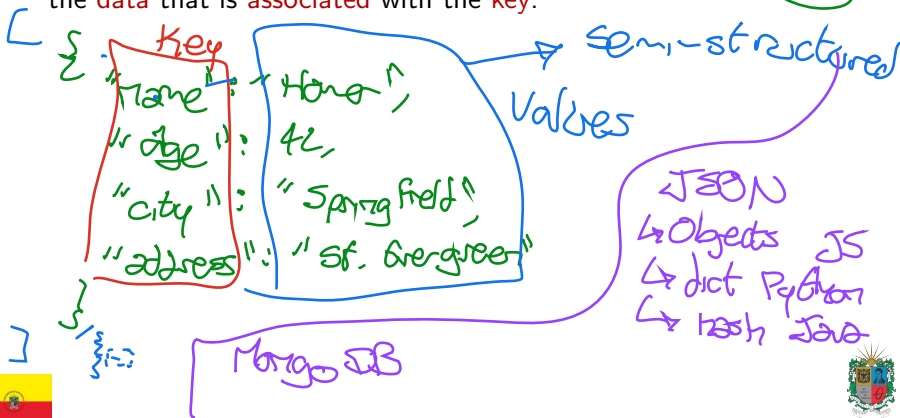 the data that is associated with the key.
[
{
Key
"Name": "Homer",
"Age": 42,
"city": "Springfield",
"address": "St. Evergreen"
}
, {...}
]
semi-structured
Values
JSON
↳ Objects JS
↳ dict Python
↳ hash Java
MongoDB